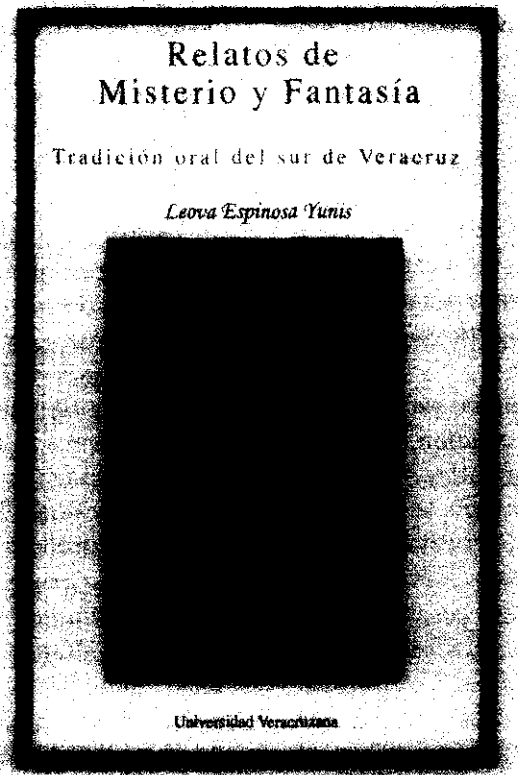 Relatos de
Misterio y Fantasía
Tradición oral del sur de Veracruz
Leova Espinosa Yunis
Universidad Veracruzana